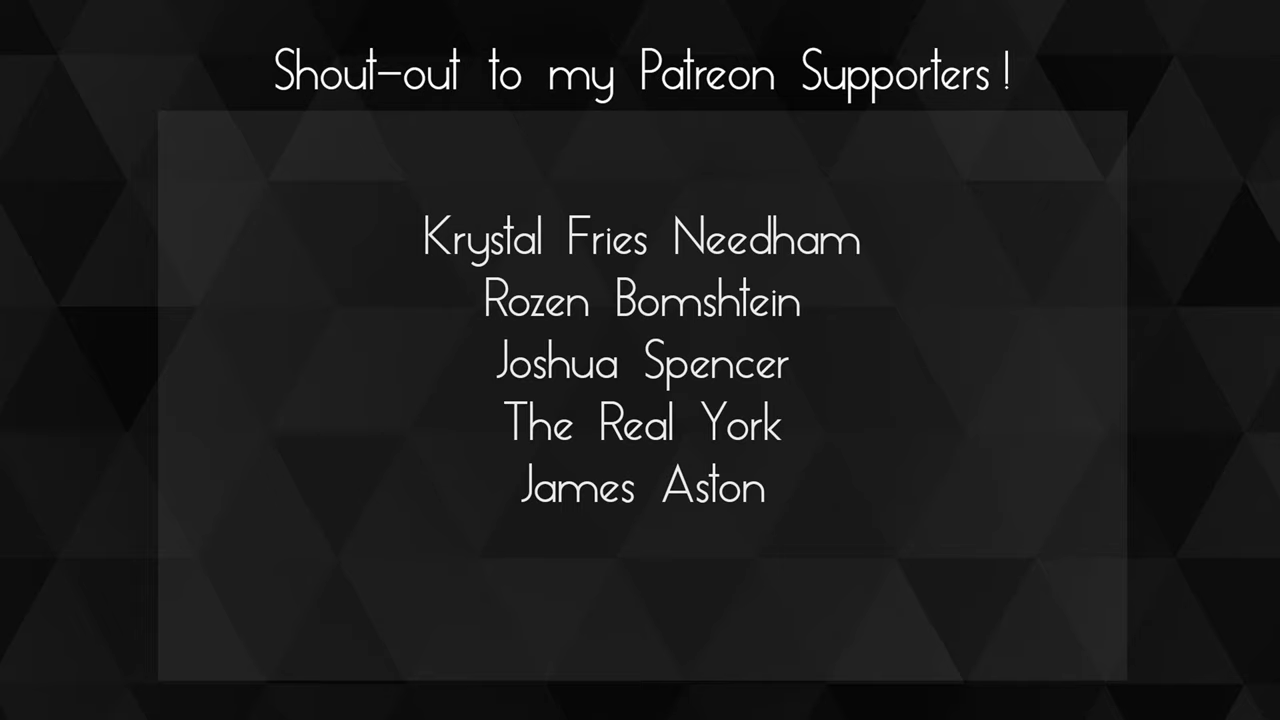 Shout-out to my Patreon Supporters!
Krystal Fries Needham
Rozen Bomshtein
Joshua Spencer
The Real York
James Aston